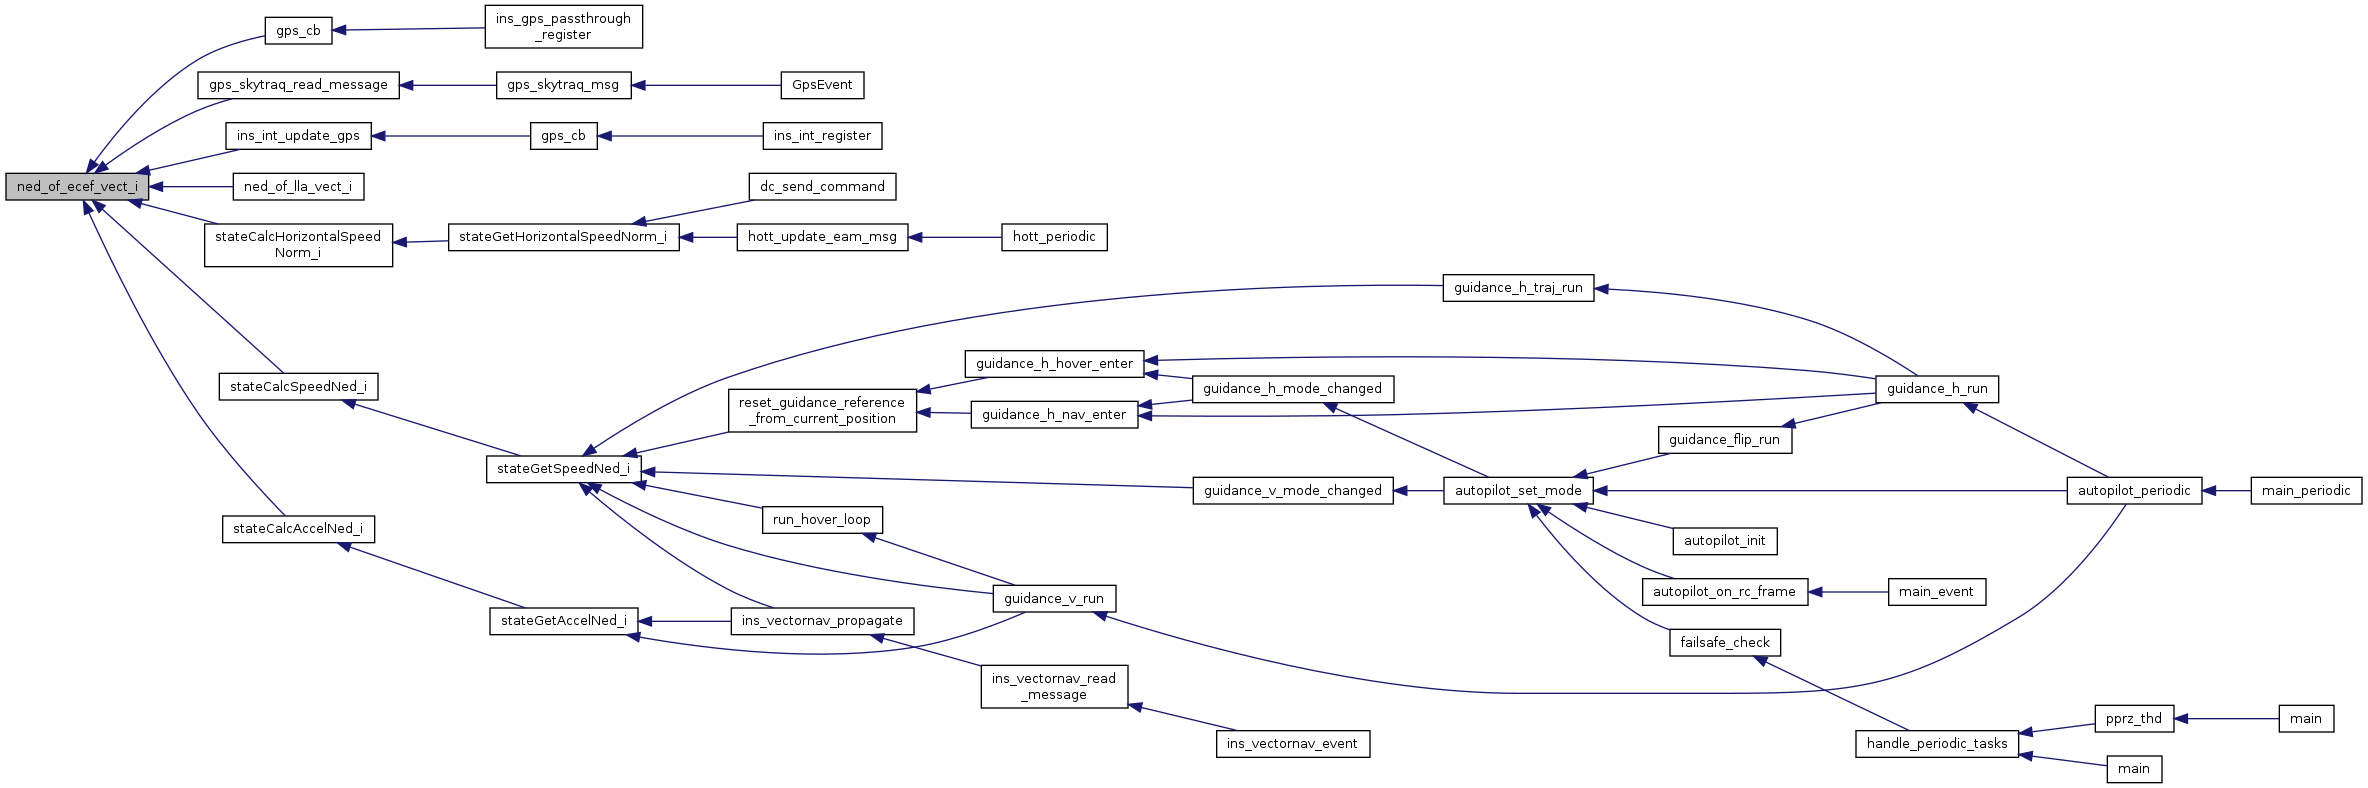 gps_cb
ins_gps_passthrough
_register
gps_skytraq_read_message
gps_skytraq_msg
GpsEvent
ins_int_update_gps
gps_cb
ins_int_register
ned_of_ecef_vect_i
ned_of_lla_vect_i
dc_send_command
stateCalcHorizontalSpeed
Norm_i
stateGetHorizontalSpeedNorm_i
hott_update_eam_msg
hott_periodic
guidance_h_traj_run
guidance_h_hover_enter
stateCalcSpeedNed_i
reset_guidance_reference
_from_current_position
guidance_h_mode_changed
guidance_h_run
guidance_h_nav_enter
guidance_flip_run
stateGetSpeedNed_i
guidance_v_mode_changed
autopilot_set_mode
autopilot_periodic
main_periodic
stateCalcAccelNed_i
run_hover_loop
autopilot_init
guidance_v_run
autopilot_on_rc_frame
main_event
stateGetAccelNed_i
ins_vectornav_propagate
failsafe_check
ins_vectornav_read
_message
pprz_thd
main
ins_vectornav_event
handle_periodic_tasks
main